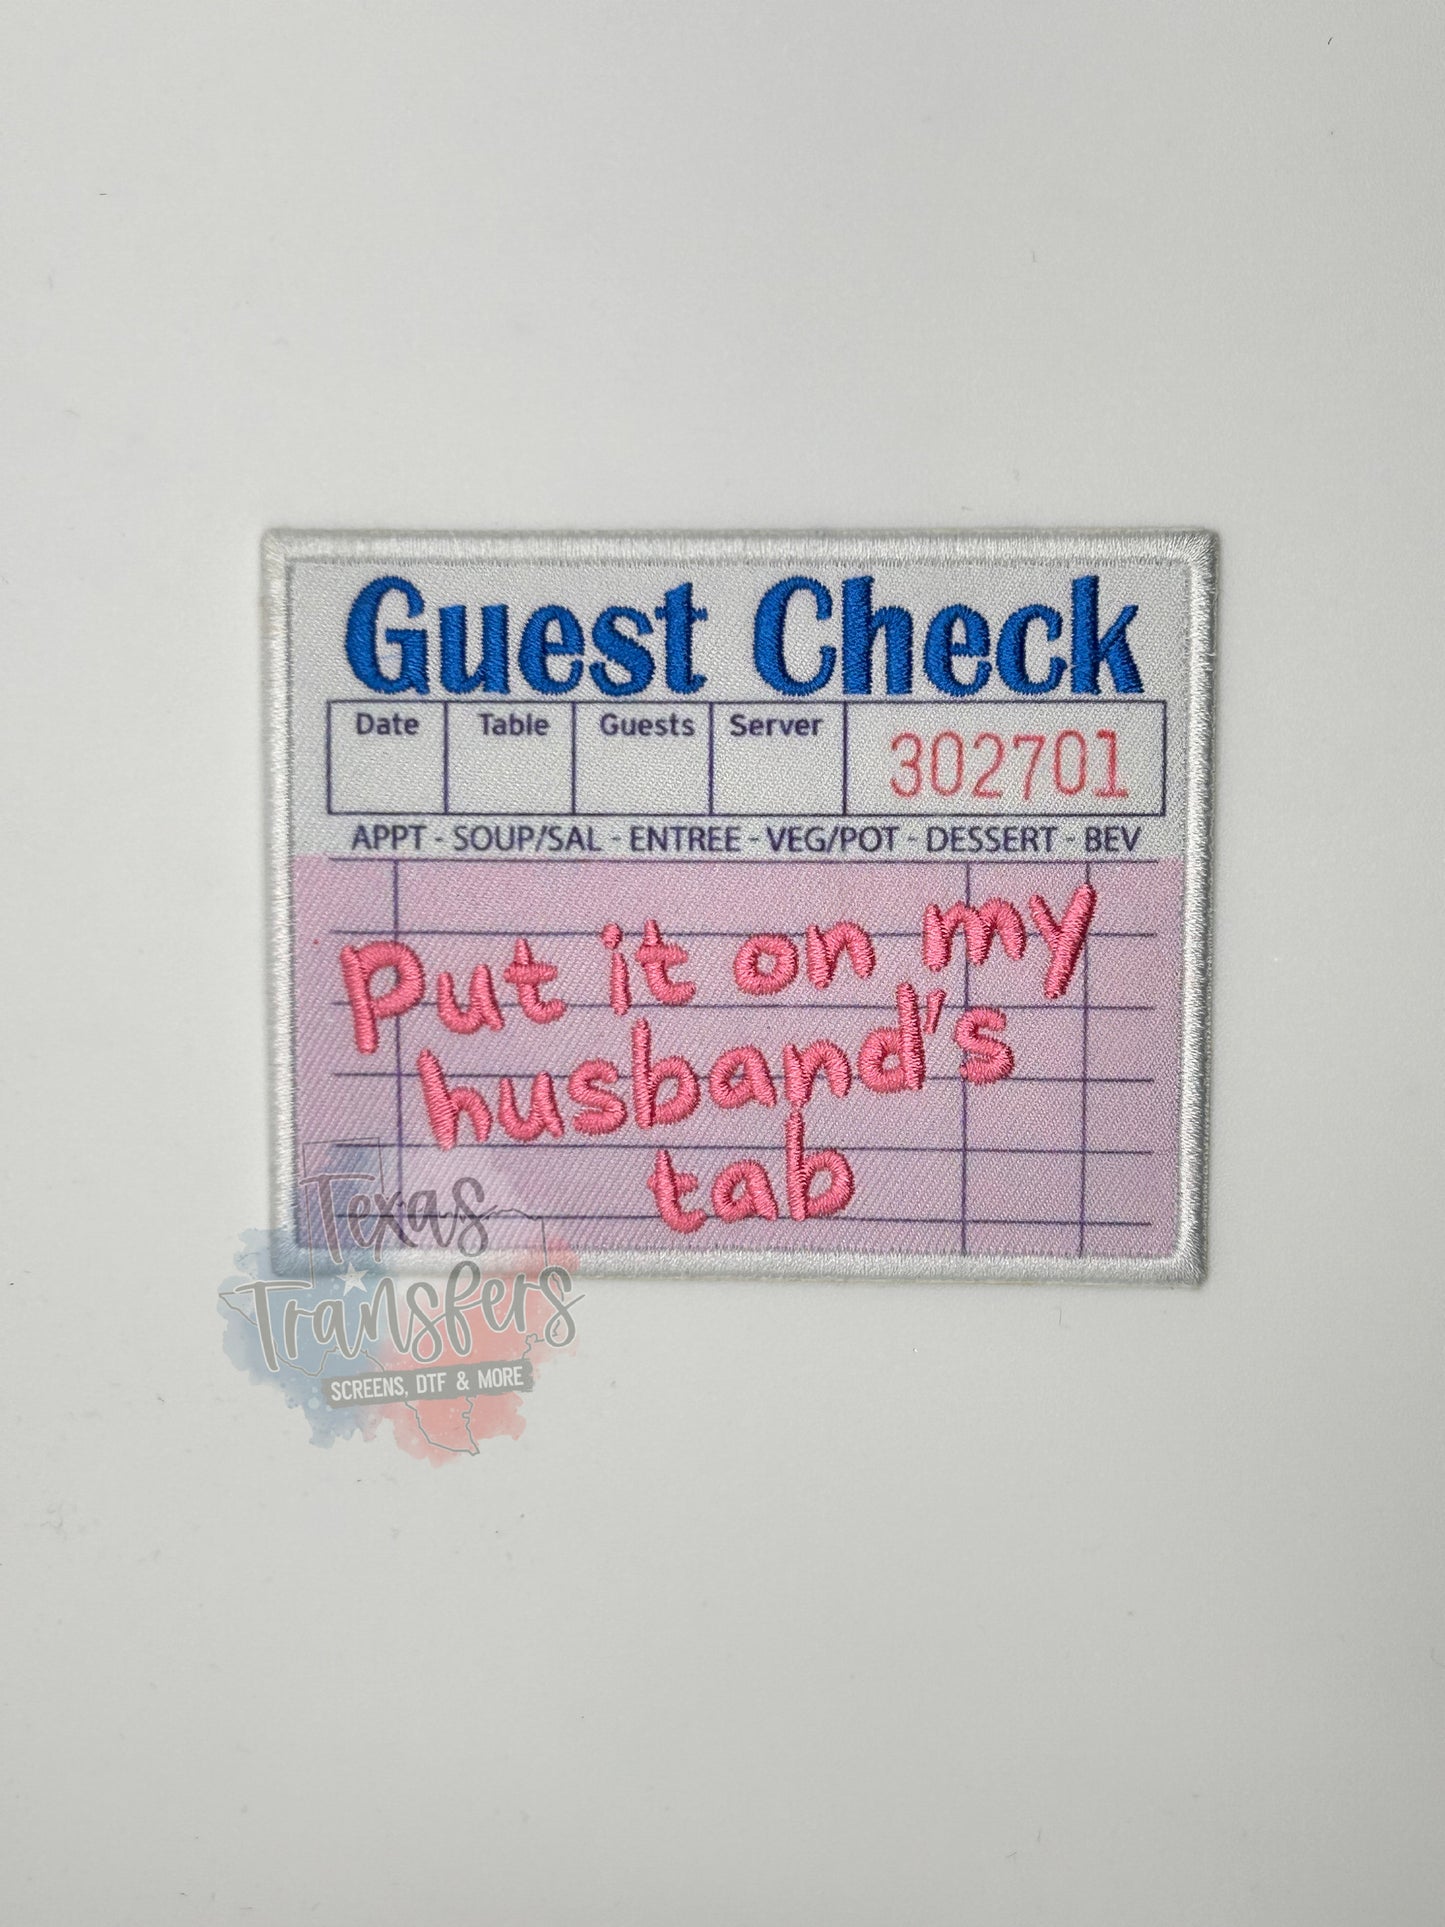 Guest Check
Date Table Guests Server 302701
APPT - SOUP/SAL - ENTREE - VEG/POT - DESSERT - BEV
Put it on my
husband's
tab
Texas
Transfers
SCREENS, DTF & MORE